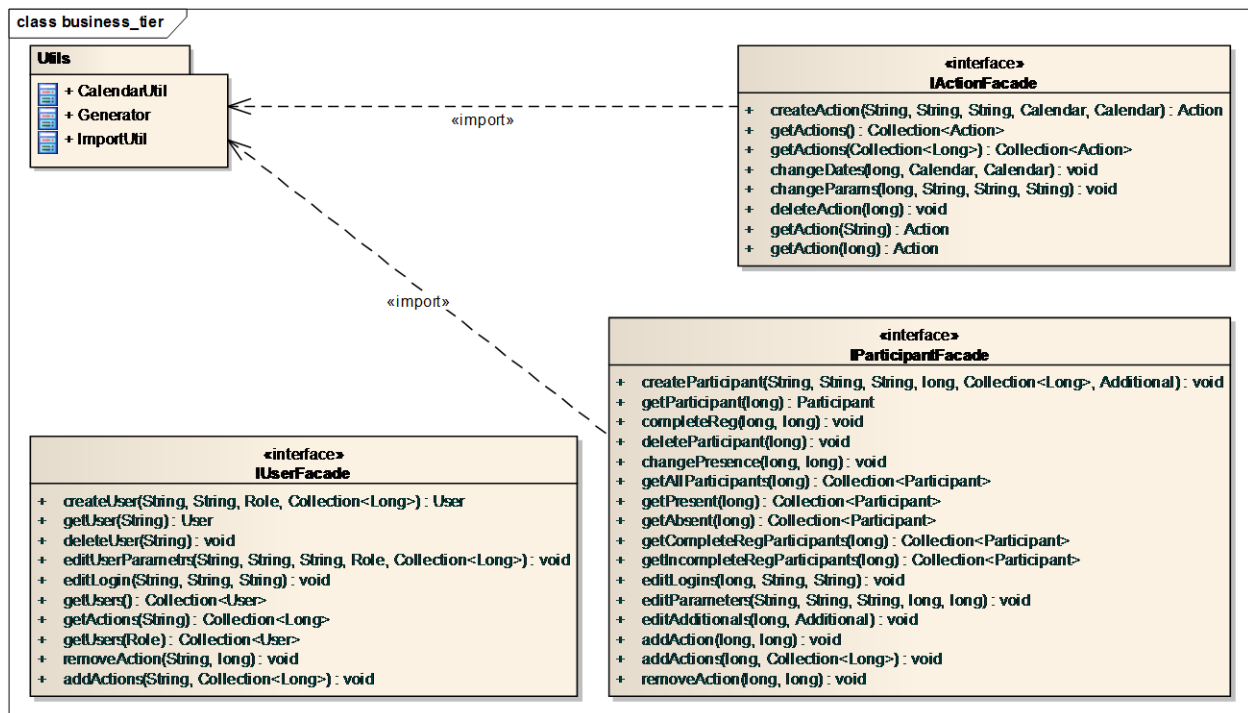 class business_tier
Utils
+ CalendarUtil
+ Generator
+ ImportUtil
«import»
«interface»
IActionFacade
+ createAction(String, String, String, Calendar, Calendar) : Action
+ getActions() : Collection<Action>
+ getActions(Collection<Long>) : Collection<Action>
+ changeDates(long, Calendar, Calendar) : void
+ changeParams(long, String, String, String) : void
+ deleteAction(long) : void
+ getAction(String) : Action
+ getAction(long) : Action
«import»
«interface»
IParticipantFacade
+ createParticipant(String, String, String, long, Collection<Long>, Additional) : void
+ getParticipant(long) : Participant
+ completeReg(long, long) : void
+ deleteParticipant(long) : void
+ changePresence(long, long) : void
+ getAllParticipants(long) : Collection<Participant>
+ getPresent(long) : Collection<Participant>
+ getAbsent(long) : Collection<Participant>
+ getCompleteRegParticipants(long) : Collection<Participant>
+ getIncompleteRegParticipants(long) : Collection<Participant>
+ editLogins(long, String, String) : void
+ editParameters(String, String, String, long, long) : void
+ editAdditionals(long, Additional) : void
+ addAction(long, long) : void
+ addActions(long, Collection<Long>) : void
+ removeAction(long, long) : void
«interface»
IUserFacade
+ createUser(String, String, Role, Collection<Long>) : User
+ getUser(String) : User
+ deleteUser(String) : void
+ editUserParametrs(String, String, String, Role, Collection<Long>) : void
+ editLogin(String, String, String) : void
+ getUsers() : Collection<User>
+ getActions(String) : Collection<Long>
+ getUsers(Role) : Collection<User>
+ removeAction(String, long) : void
+ addActions(String, Collection<Long>) : void